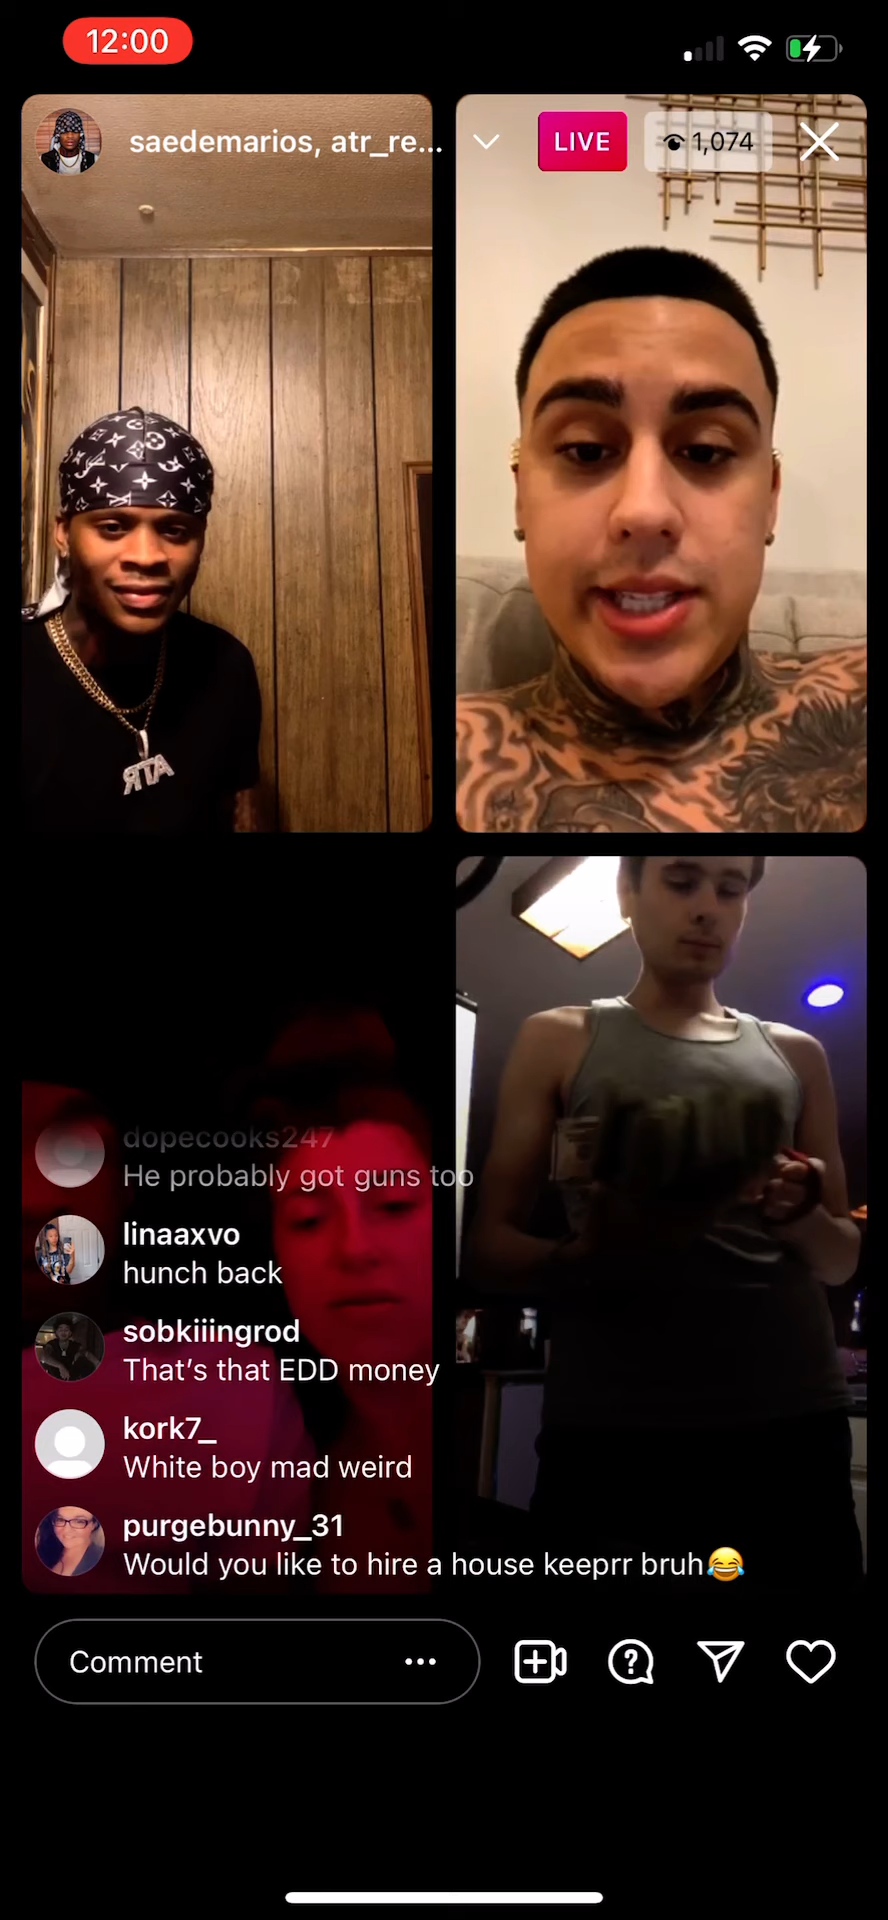 12:00
saedemarios, atr_re...
LIVE
1,074
ATR
dopecooks247
He probably got guns too
linaaxvo
hunch back
sobkiiingrod
That's that EDD money
kork7_
White boy mad weird
purgebunny_31
Would you like to hire a house keeprr bruh😂
Comment